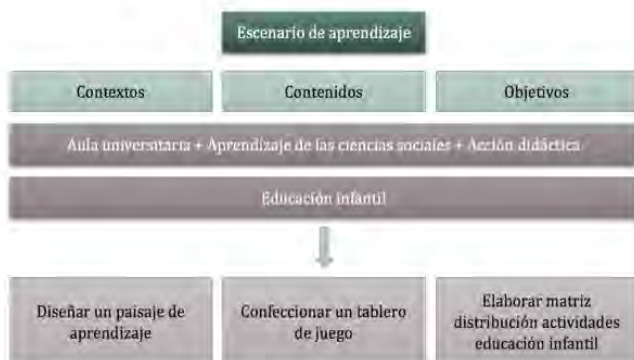 Escenario de aprendizaje
Contextos
Contenidos
Objetivos
Aula universitaria + Aprendizaje de las ciencias sociales + Acción didáctica
Educación infantil
Diseñar un paisaje de
aprendizaje
Confeccionar un tablero
de juego
Elaborar matriz
distribución actividades
educación infantil